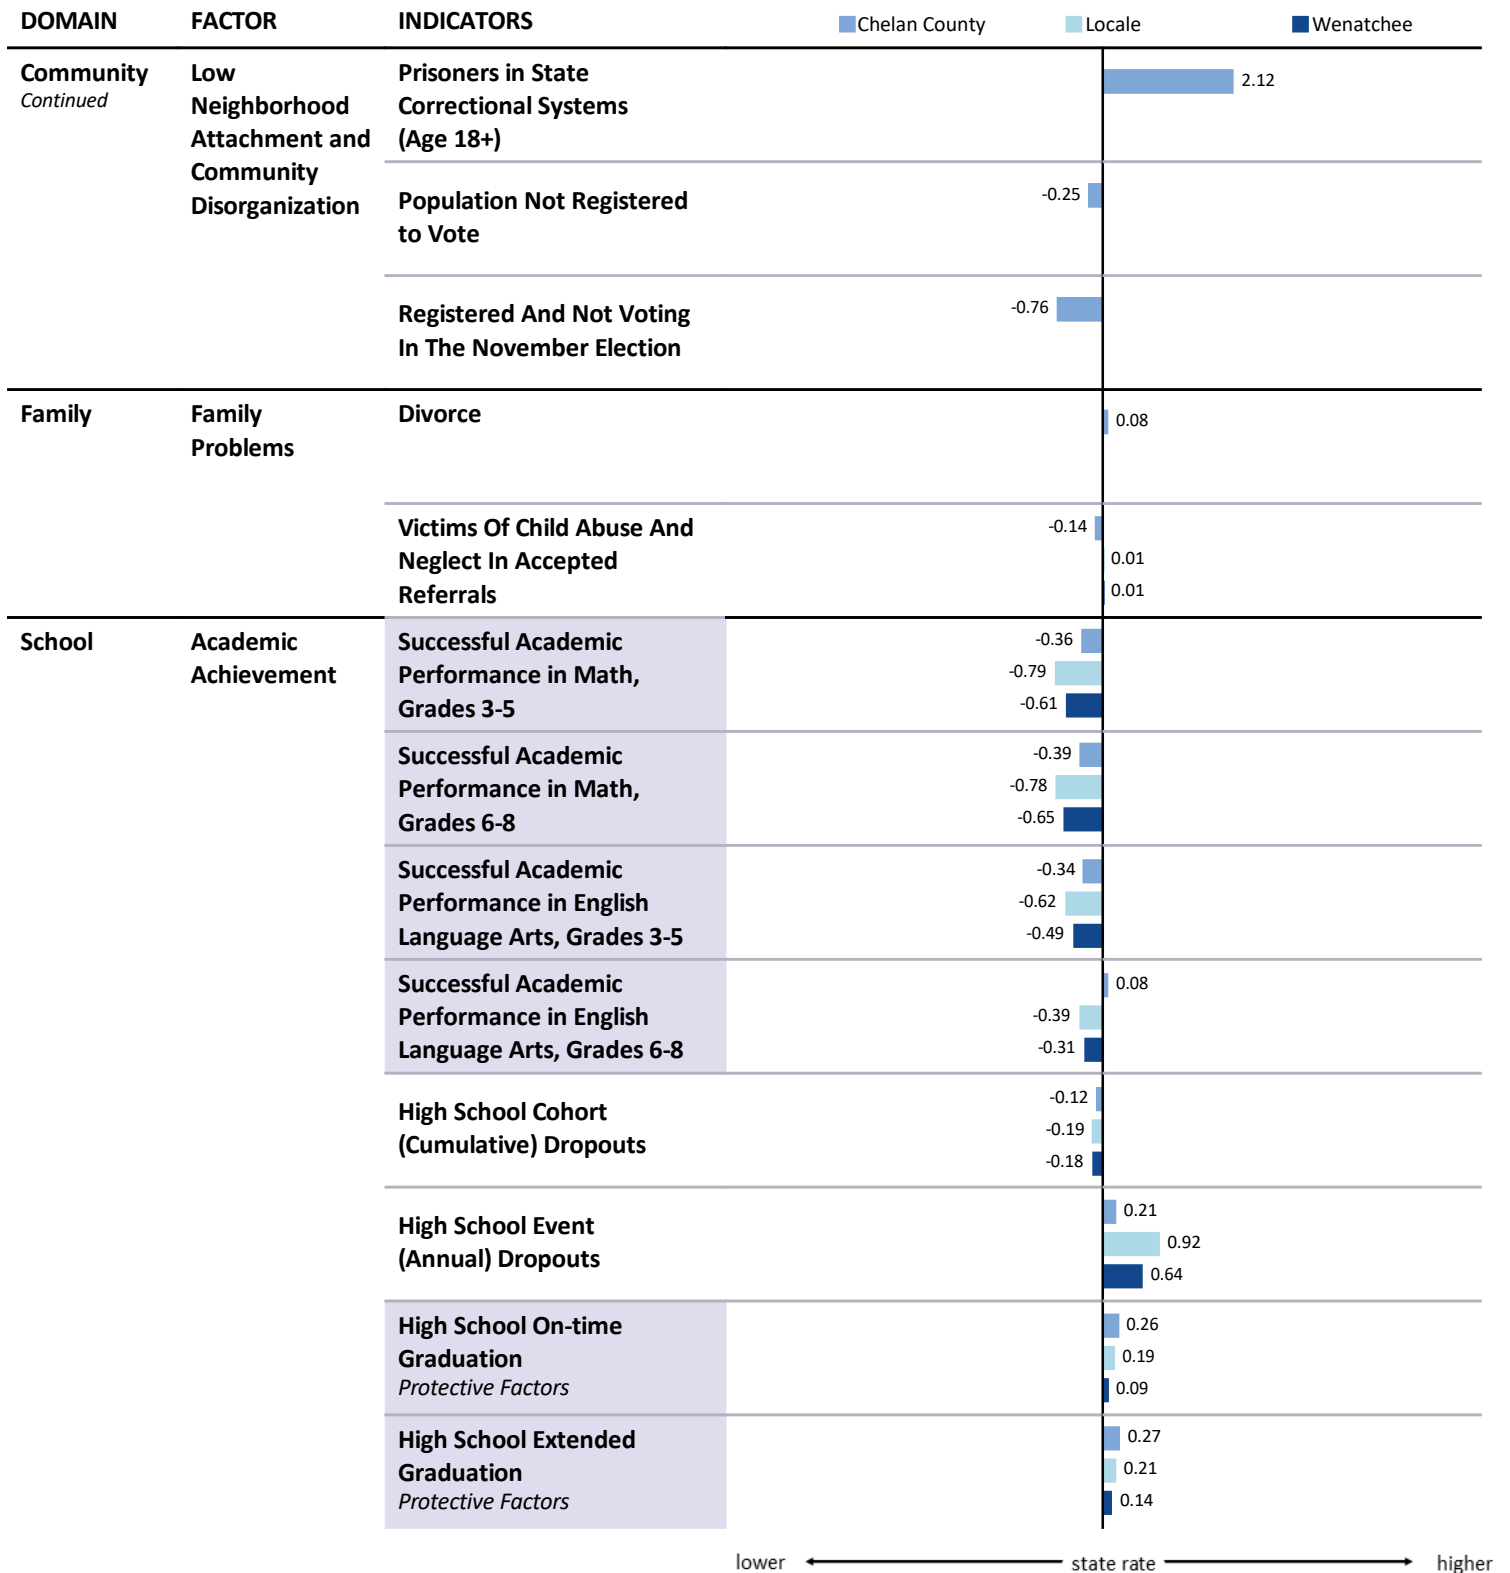 DOMAIN FACTOR INDICATORS Chelan County Locale Wenatchee
Community
Continued
Low
Neighborhood
Attachment and
Community
Disorganization
Prisoners in State
Correctional Systems
(Age 18+)
2.12
Population Not Registered
to Vote
-0.25
Registered And Not Voting
In The November Election
-0.76
Family
Family
Problems
Divorce
0.08
Victims Of Child Abuse And
Neglect In Accepted
Referrals
-0.14
0.01
0.01
School
Academic
Achievement
Successful Academic
Performance in Math,
Grades 3-5
-0.36
-0.79
-0.61
Successful Academic
Performance in Math,
Grades 6-8
-0.39
-0.78
-0.65
Successful Academic
Performance in English
Language Arts, Grades 3-5
-0.34
-0.62
-0.49
Successful Academic
Performance in English
Language Arts, Grades 6-8
0.08
-0.39
-0.31
High School Cohort
(Cumulative) Dropouts
-0.12
-0.19
-0.18
High School Event
(Annual) Dropouts
0.21
0.92
0.64
High School On-time
Graduation
Protective Factors
0.26
0.19
0.09
High School Extended
Graduation
Protective Factors
0.27
0.21
0.14
lower state rate higher